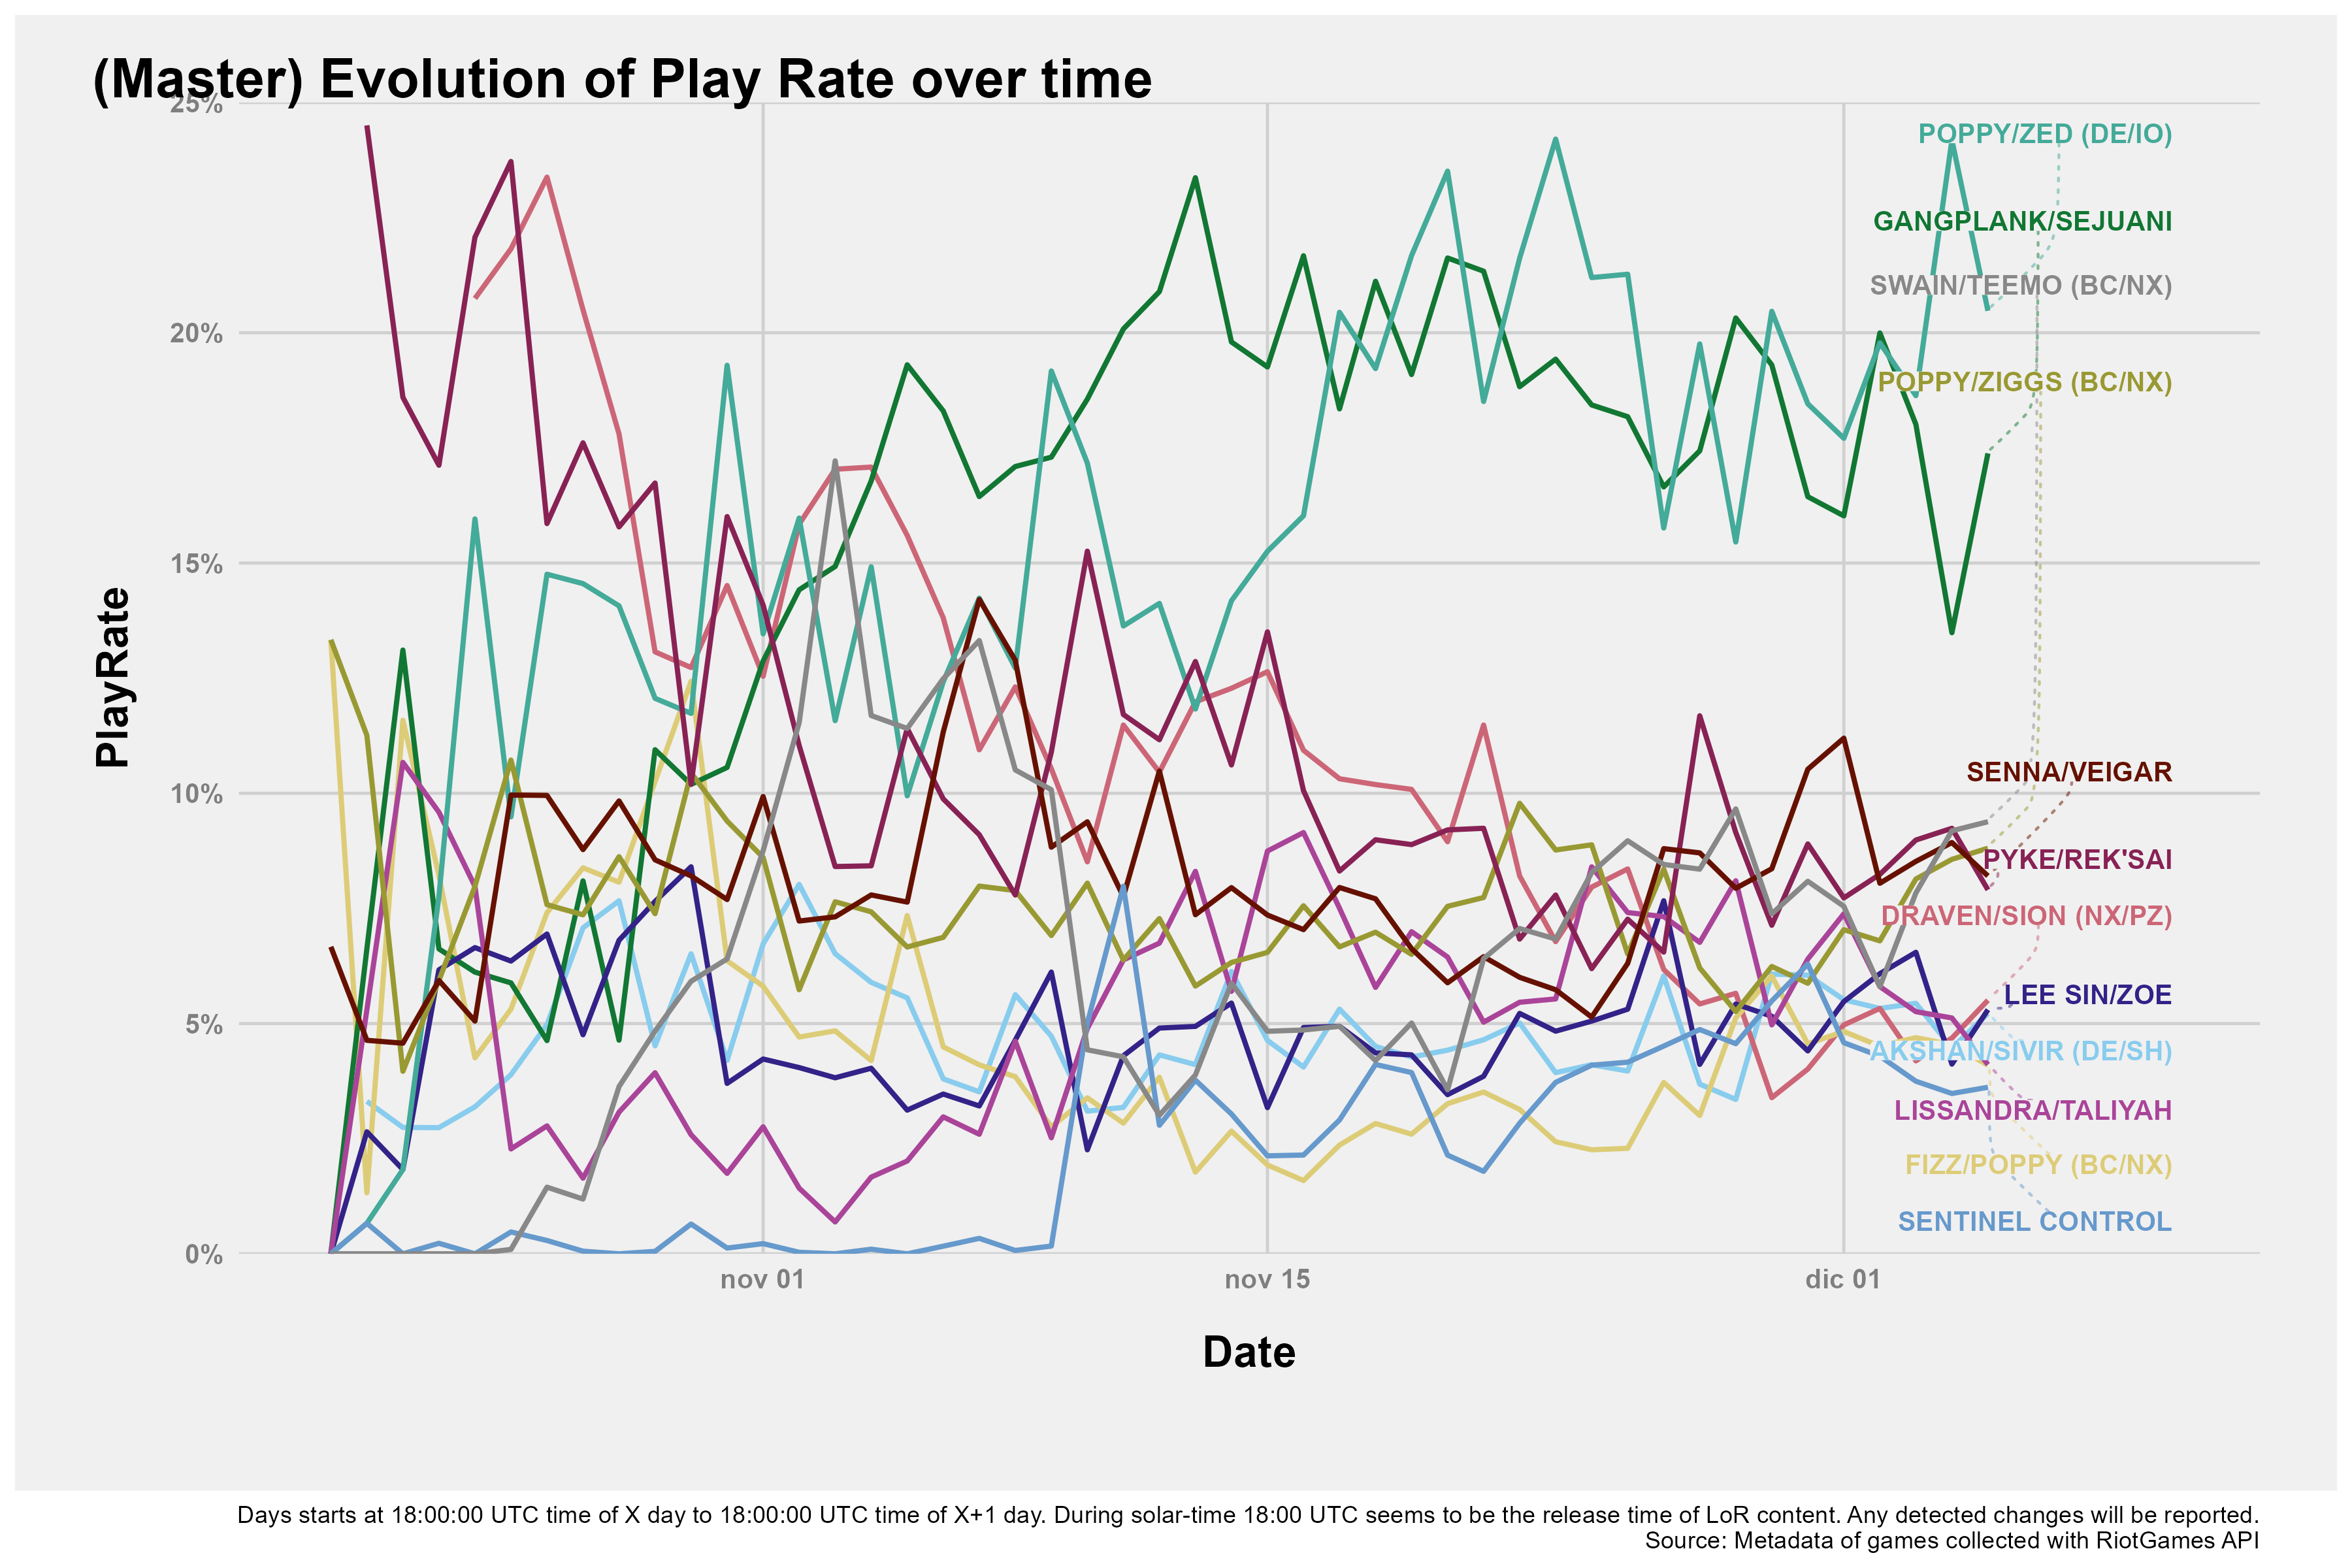 (Master) Evolution of Play Rate over time
25%
20%
15%
10%
5%
0%
PlayRate
POPPY/ZED (DE/IO)
GANGPLANK/SEJUANI
SWAIN/TEEMO (BC/NX)
POPPY/ZIGGS (BC/NX)
SENNA/VEIGAR
PYKE/REK'SAI
DRAVEN/SION (NX/PZ)
LEE SIN/ZOE
AKSHAN/SIVIR (DE/SH)
LISSANDRA/TALIYAH
FIZZ/POPPY (BC/NX)
SENTINEL CONTROL
nov 01
nov 15
dic 01
Date
Days starts at 18:00:00 UTC time of X day to 18:00:00 UTC time of X+1 day. During solar-time 18:00 UTC seems to be the release time of LoR content. Any detected changes will be reported.
Source: Metadata of games collected with RiotGames API